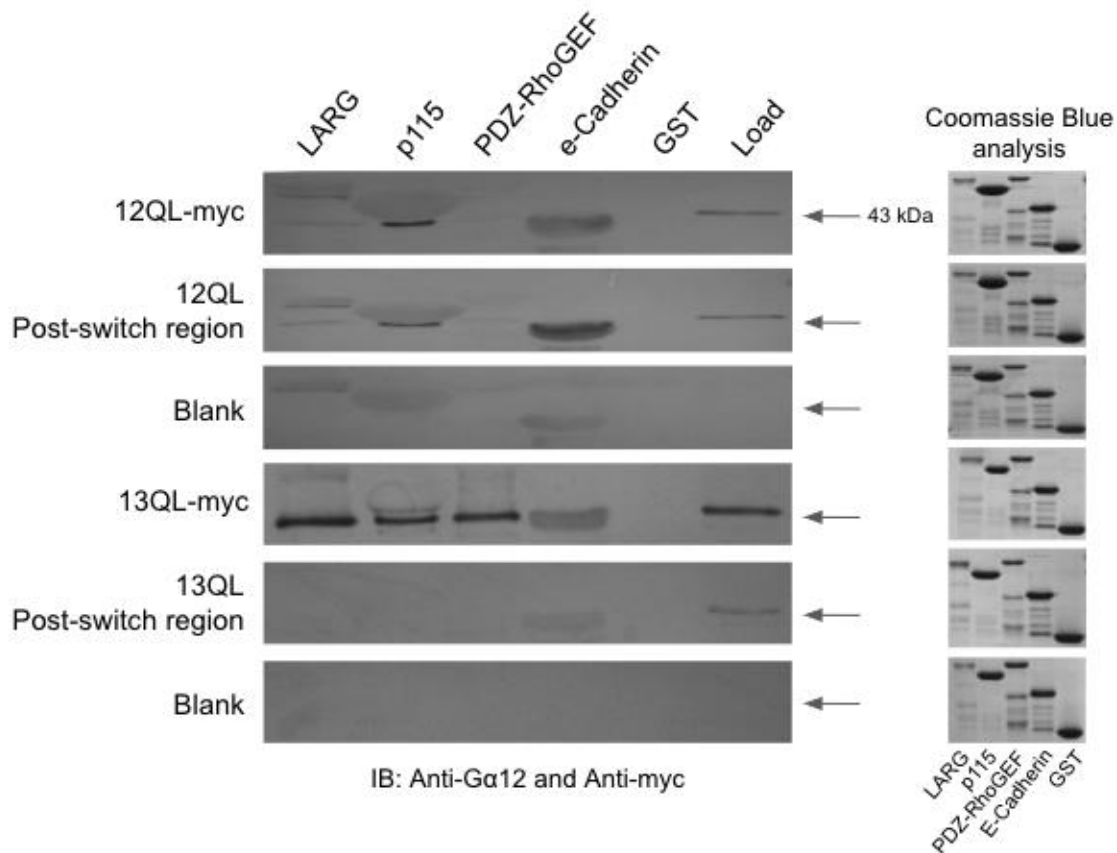 LARG
p115
PDZ-RhoGEF
e-Cadherin
GST
Load
Coomassie Blue
analysis
12QL-myc
43 kDa
12QL
Post-switch region
Blank
13QL-myc
13QL
Post-switch region
Blank
IB: Anti-Gα12 and Anti-myc
LARG
p115
PDZ-RhoGEF
E-Cadherin
GST